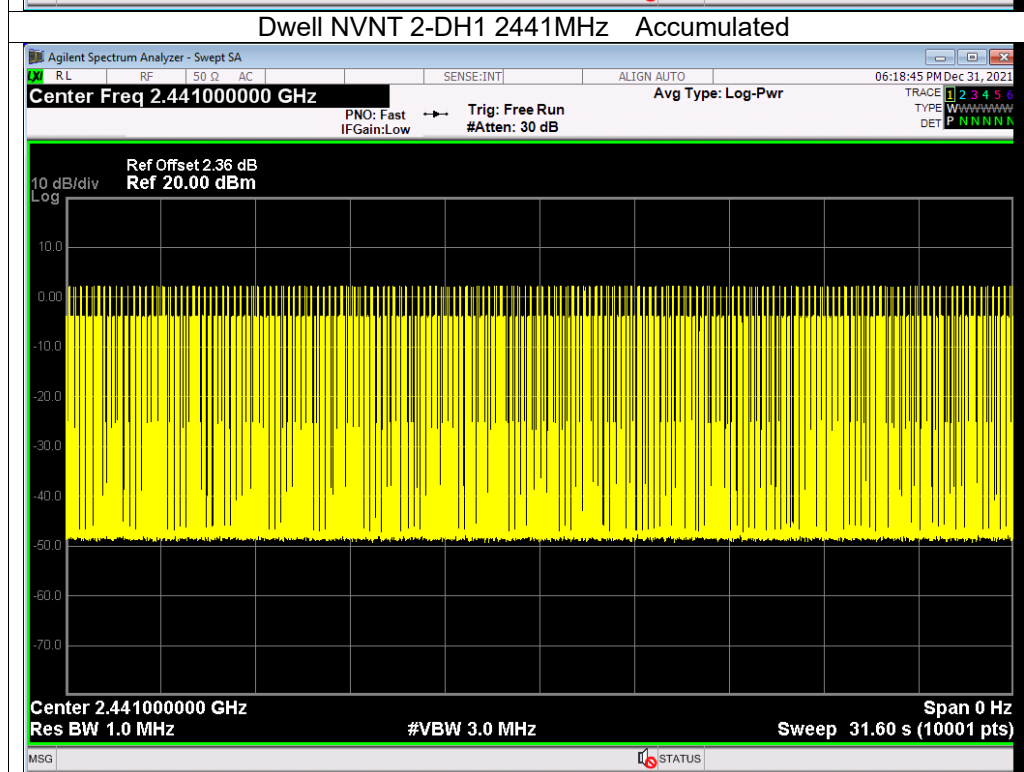 Dwell NVNT 2-DH1 2441MHz Accumulated
Agilent Spectrum Analyzer - Swept SA
LXI RL RF 50 Ω AC SENSE:INT ALIGN AUTO 06:18:45 PM Dec 31, 2021
Center Freq 2.441000000 GHz Avg Type: Log-Pwr TRACE 1 2 3 4 5 6
PNO: Fast Trig: Free Run TYPE WWWWWW
IFGain:Low #Atten: 30 dB DET P N N N N N
Ref Offset 2.36 dB
10 dB/div Ref 20.00 dBm
Log
10.0
0.00
-10.0
-20.0
-30.0
-40.0
-50.0
-60.0
-70.0
Center 2.441000000 GHz Span 0 Hz
Res BW 1.0 MHz #VBW 3.0 MHz Sweep 31.60 s (10001 pts)
MSG STATUS